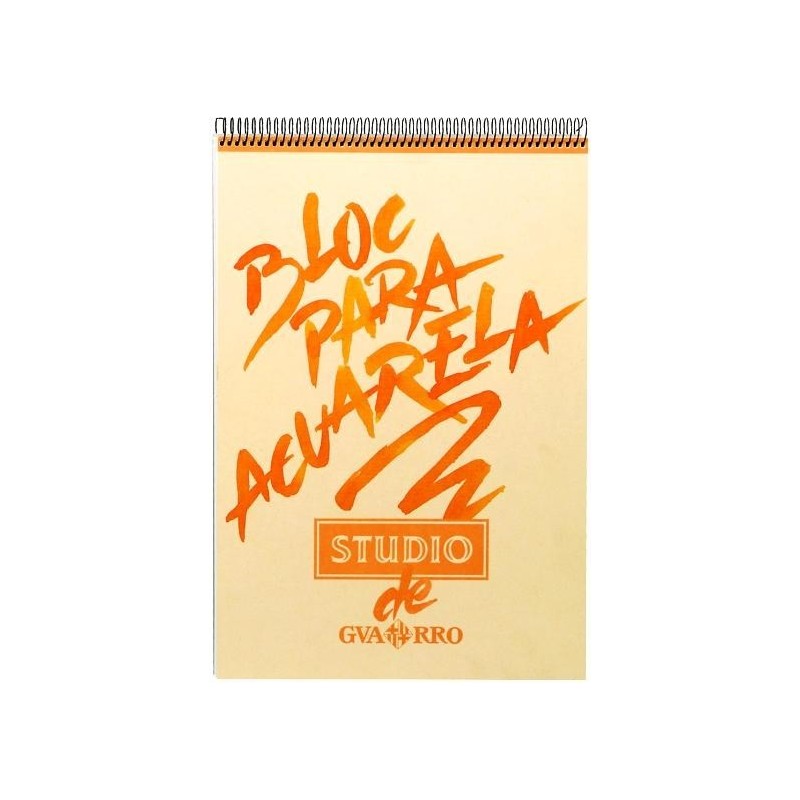 BLOC
PARA
ACUARELA
STUDIO
de
GVARRO